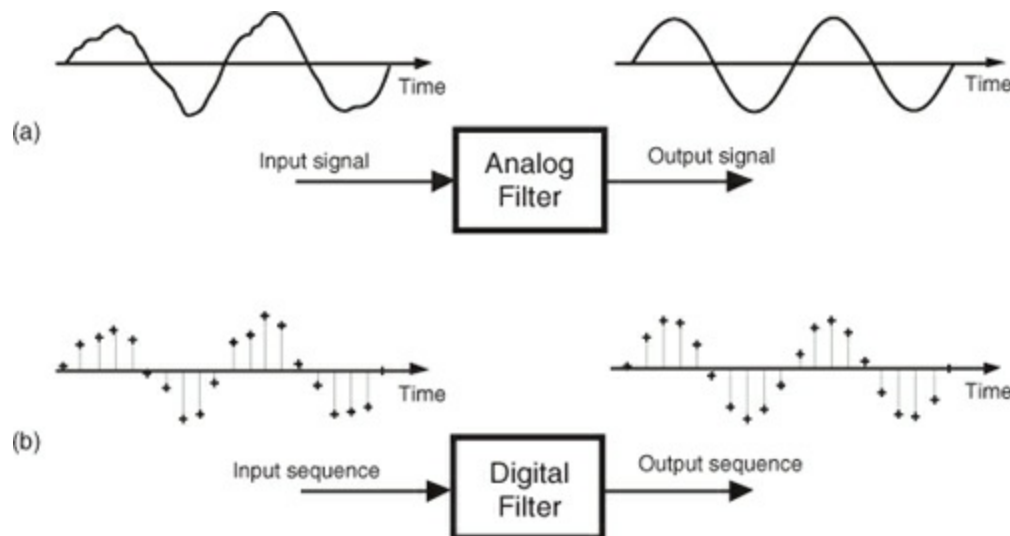 Time
Time
(a)
Input signal
Analog
Filter
Output signal
Time
Time
(b)
Input sequence
Digital
Filter
Output sequence